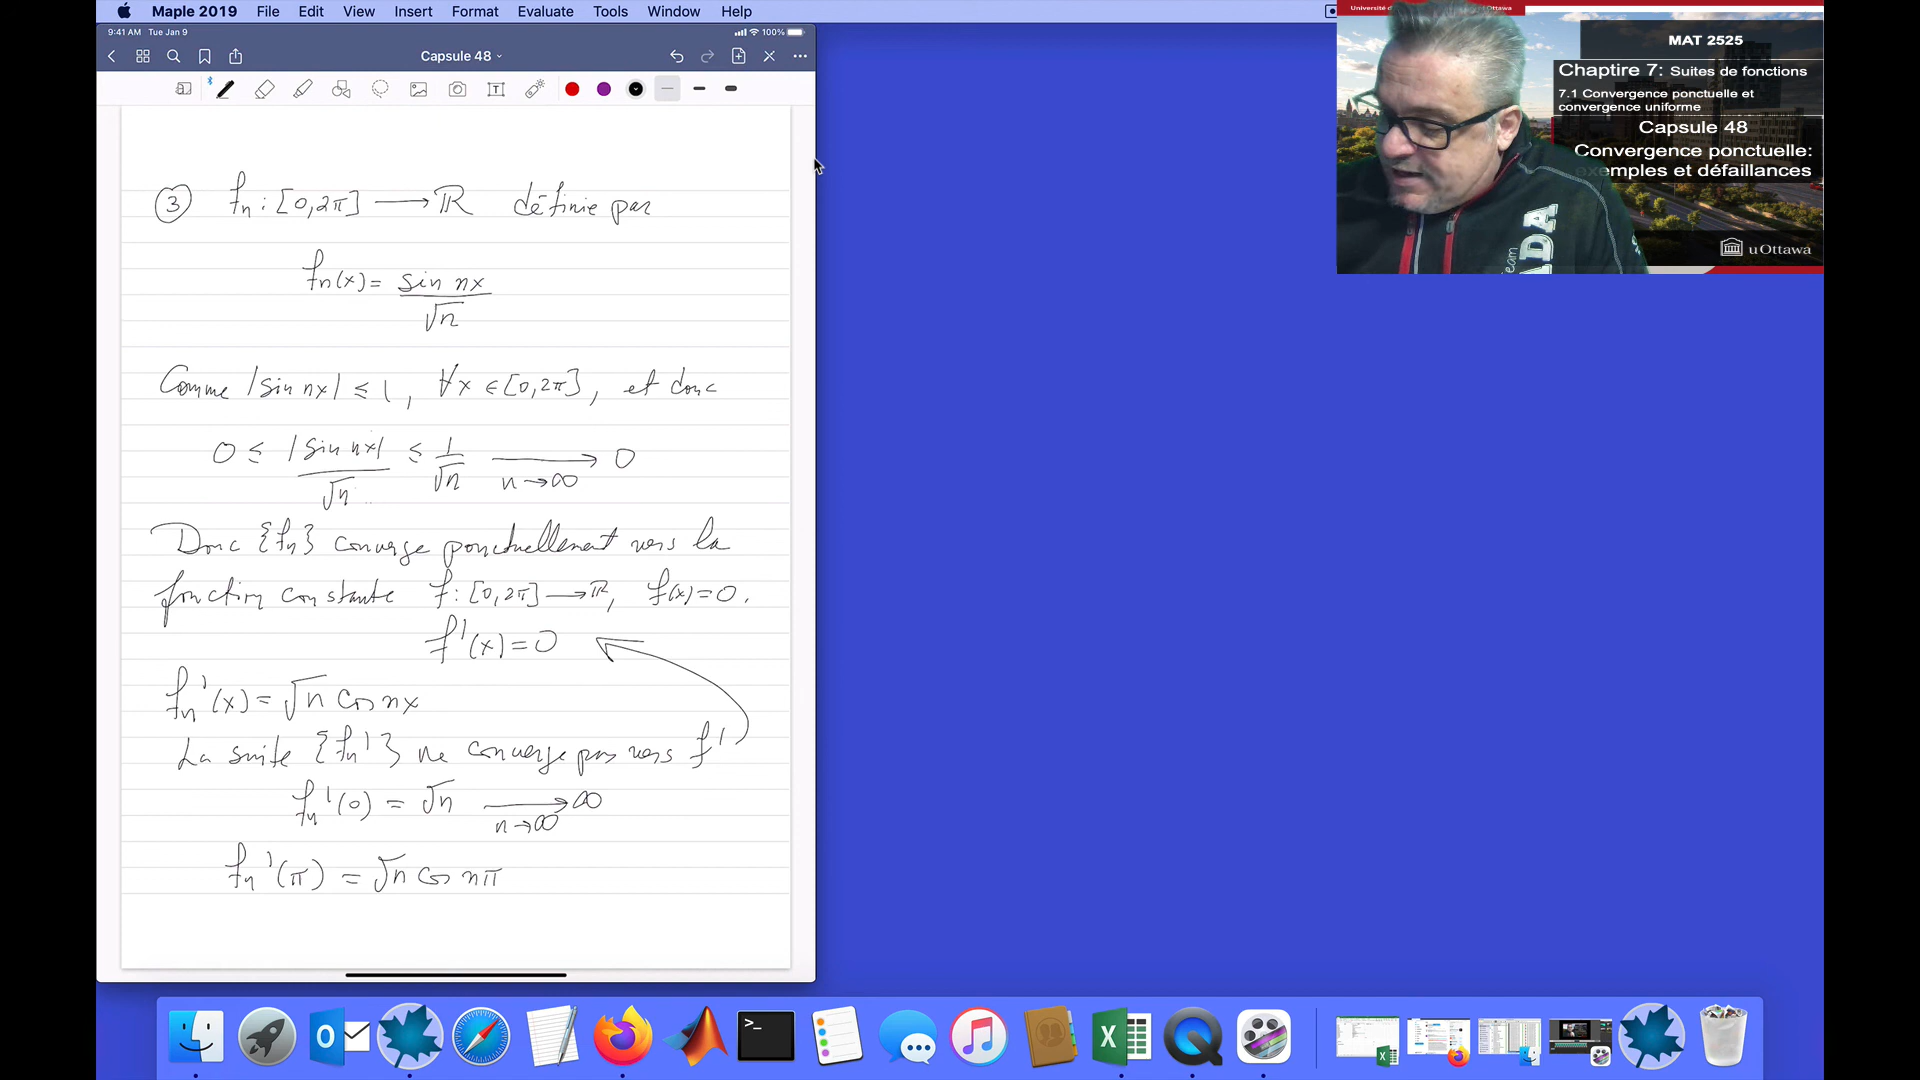 Maple 2019 File Edit View Insert Format Evaluate Tools Window Help
9:41 AM Tue Jan 9
100%
Capsule 48
③ fn : [0,2π] → ℝ définie par
fn(x) = sin nx / √n
Comme |sin nx| ≤ 1, ∀x ∈ [0,2π], et donc
0 ≤ |sin nx| / √n ≤ 1/√n → 0
n→∞
Donc {fn} converge ponctuellement vers la
fonction constante f : [0,2π] → ℝ, f(x)=0.
f'(x) = 0
fn'(x) = √n cos nx
La suite {fn'} ne converge pas vers f'
fn'(0) = √n → ∞
n→∞
fn'(π) = √n cos nπ
MAT 2525
Chaptire 7: Suites de fonctions
7.1 Convergence ponctuelle et
convergence uniforme
Capsule 48
Convergence ponctuelle:
exemples et défaillances
uOttawa